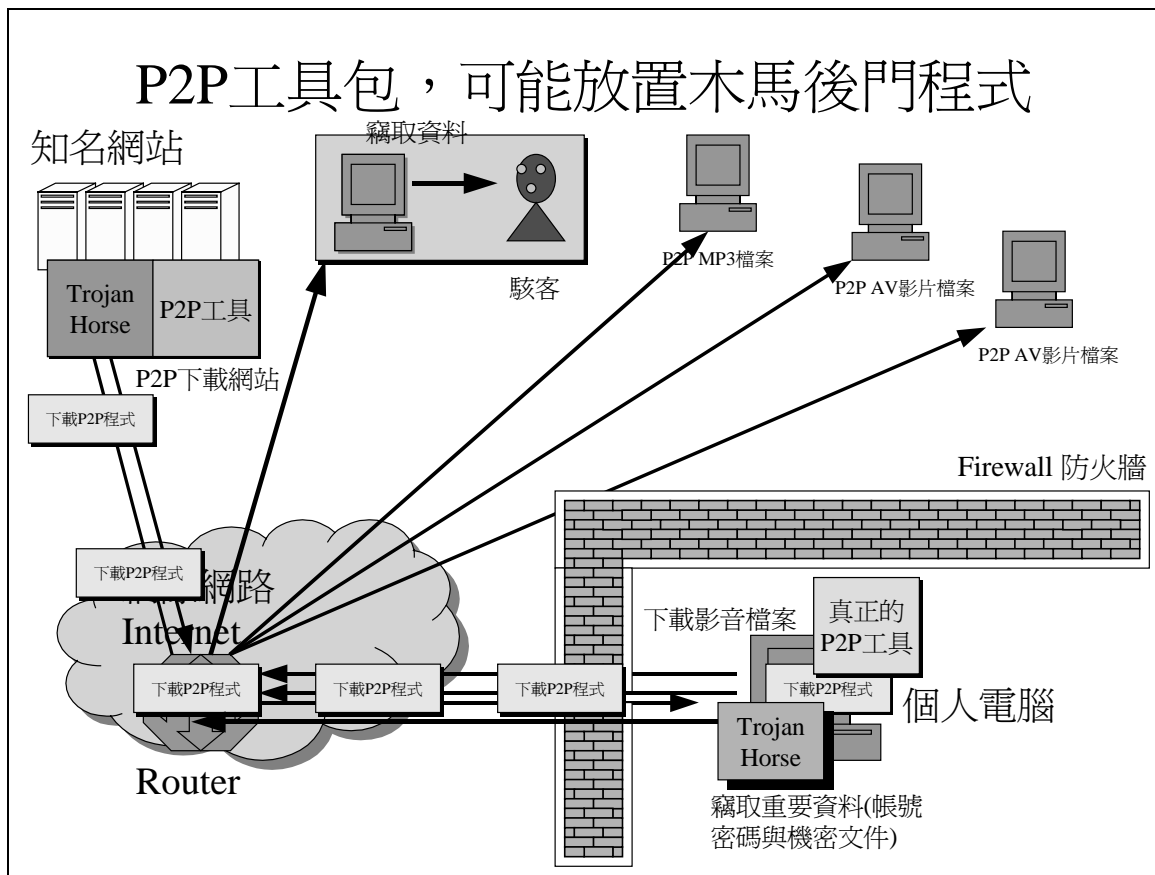 P2P工具包，可能放置木馬後門程式
知名網站
竊取資料
駭客
P2P MP3檔案
P2P AV影片檔案
P2P AV影片檔案
Trojan
Horse
P2P工具
P2P下載網站
下載P2P程式
Firewall 防火牆
下載P2P程式
網路
Internet
下載影音檔案
真正的
P2P工具
下載P2P程式
下載P2P程式
下載P2P程式
下載P2P程式
個人電腦
Trojan
Horse
Router
竊取重要資料(帳號
密碼與機密文件)